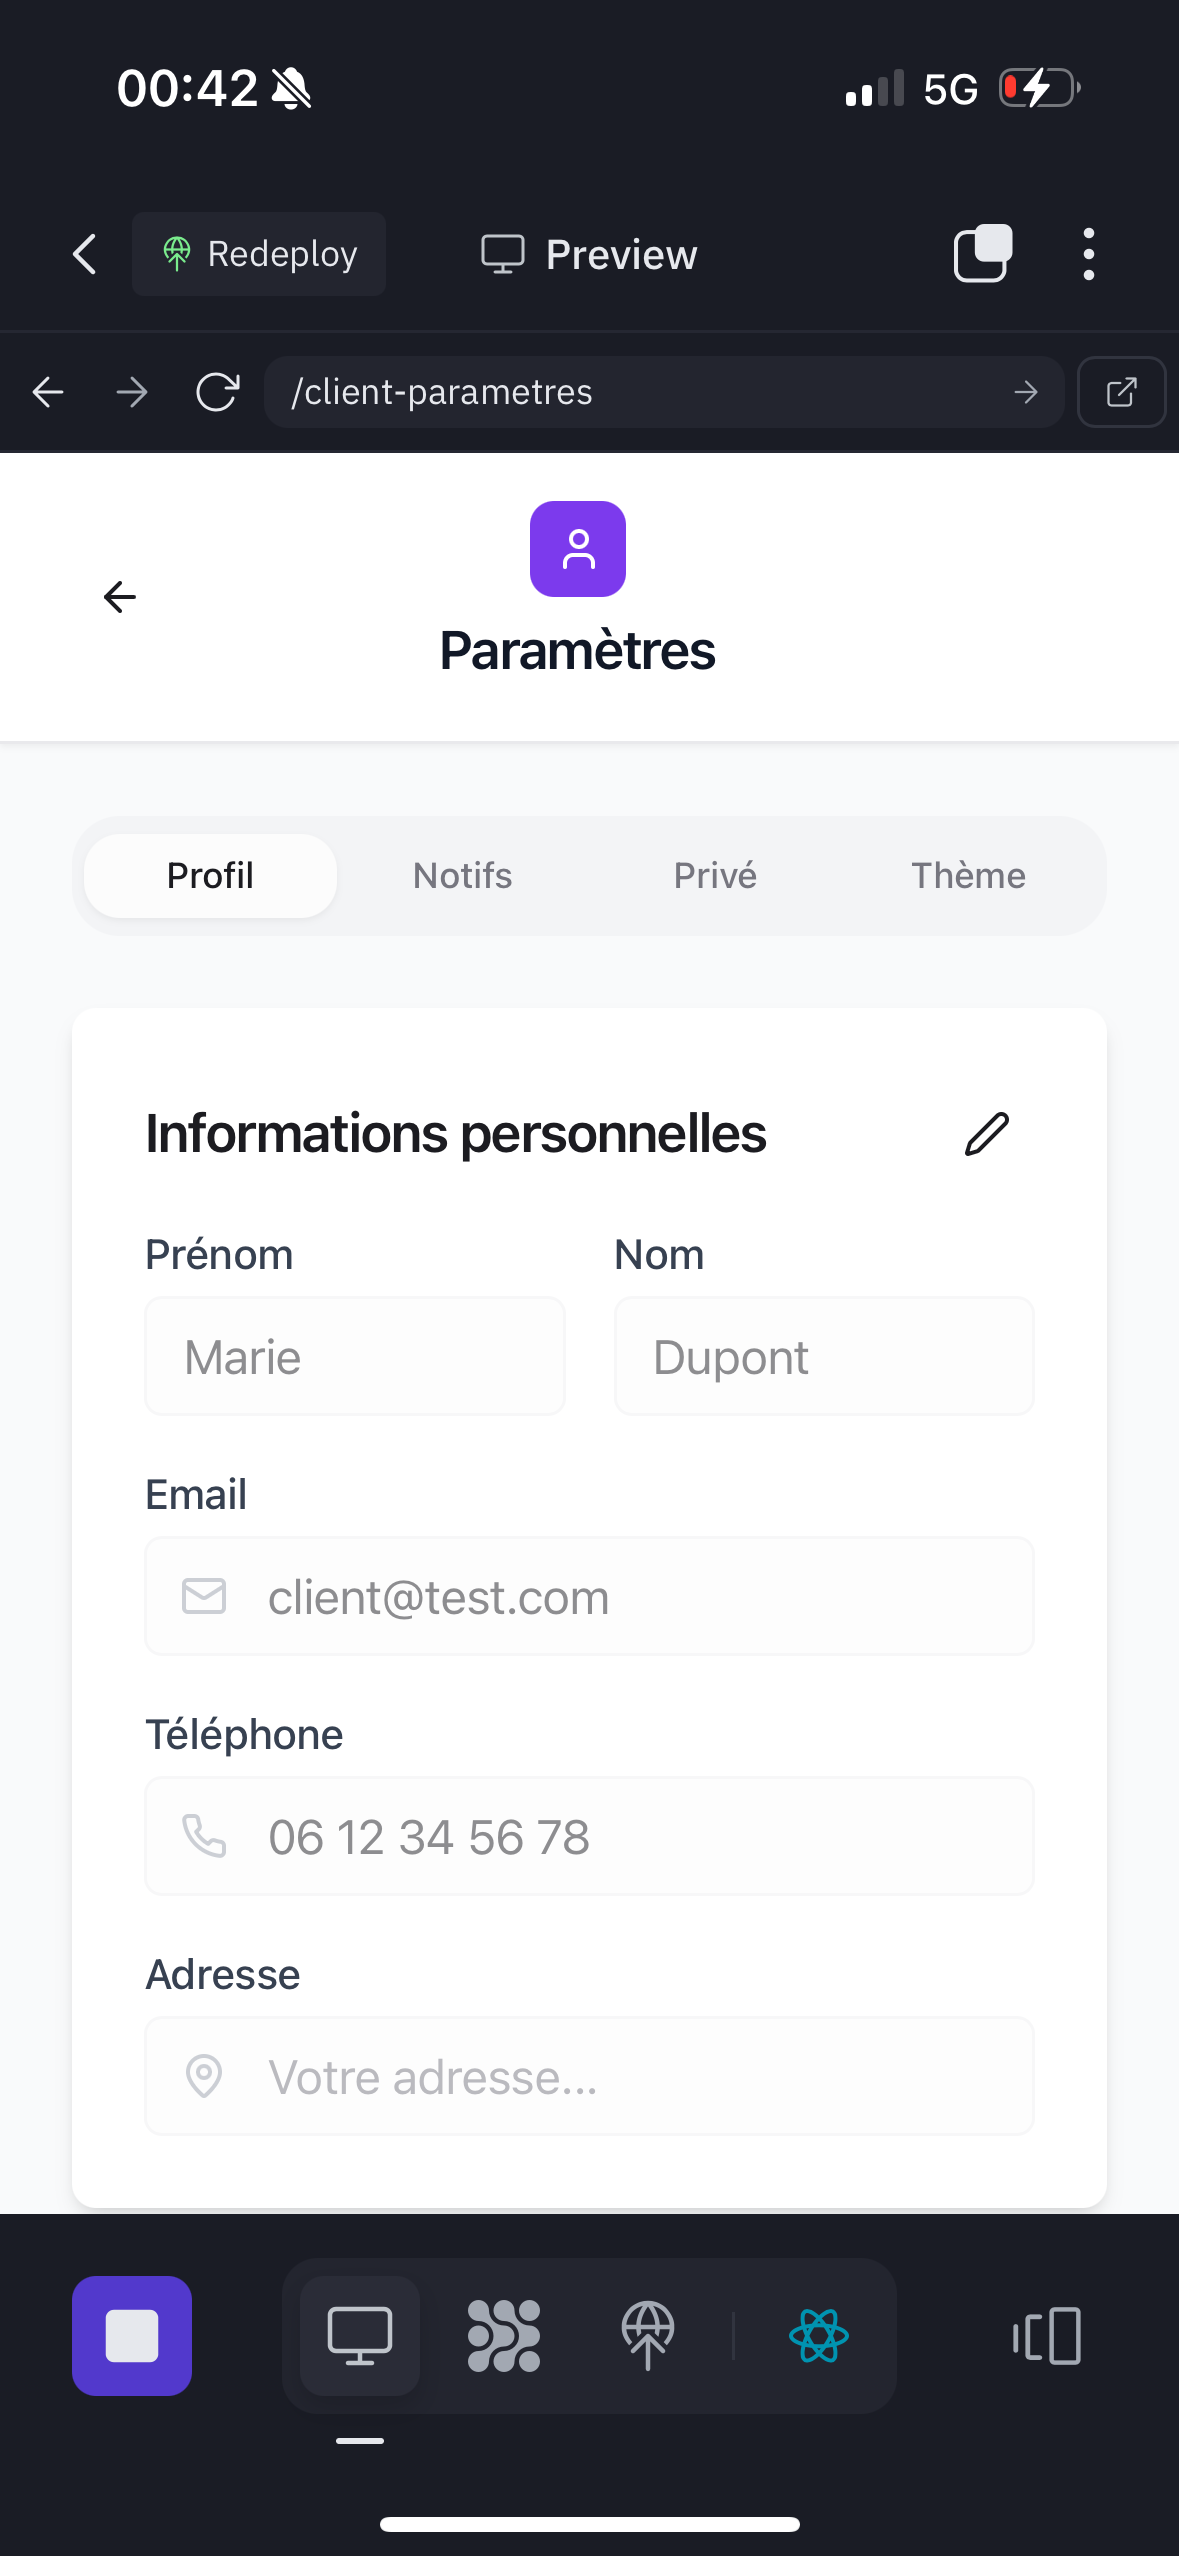 00:42
5G
Redeploy
Preview
/client-parametres
Paramètres
Profil
Notifs
Privé
Thème
Informations personnelles
Prénom
Nom
Marie
Dupont
Email
client@test.com
Téléphone
06 12 34 56 78
Adresse
Votre adresse...